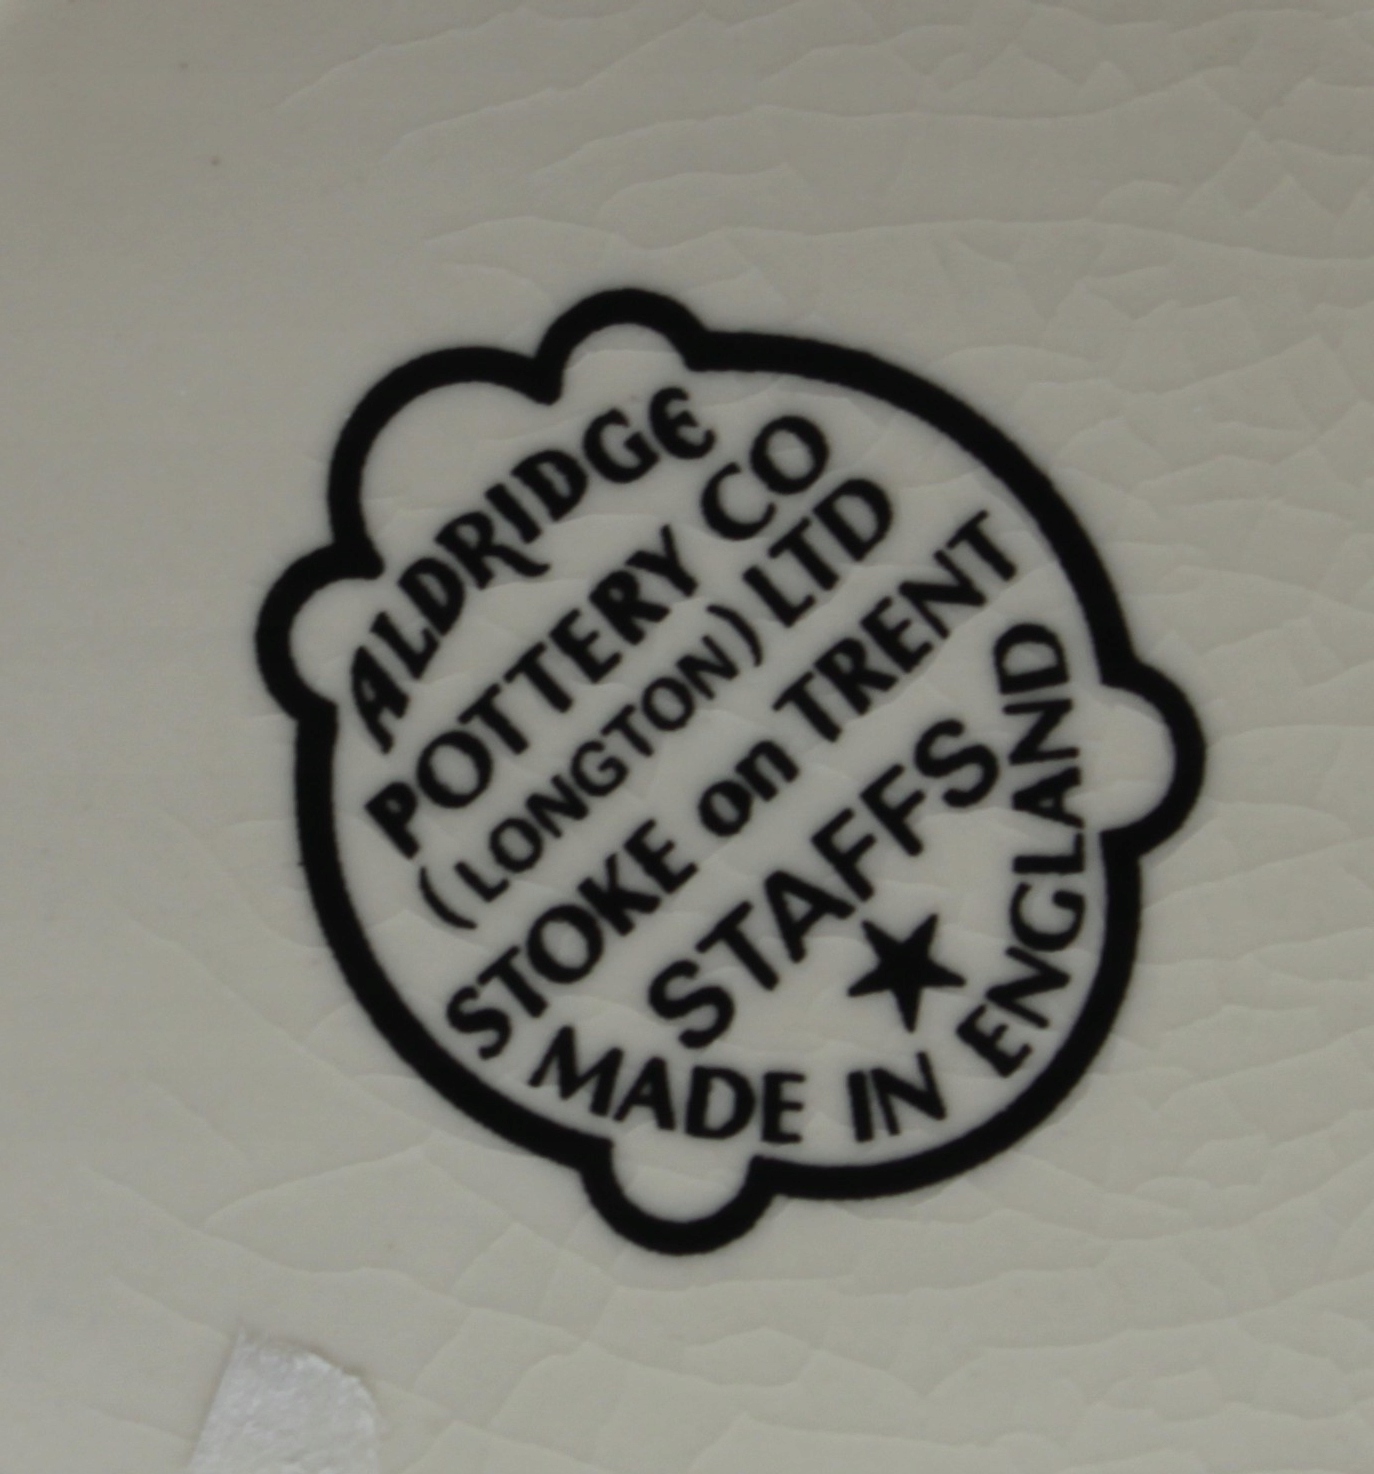 ALDRIDGE
POTTERY CO
(LONGTON) LTD
STOKE on TRENT
STAFFS
MADE IN ENGLAND